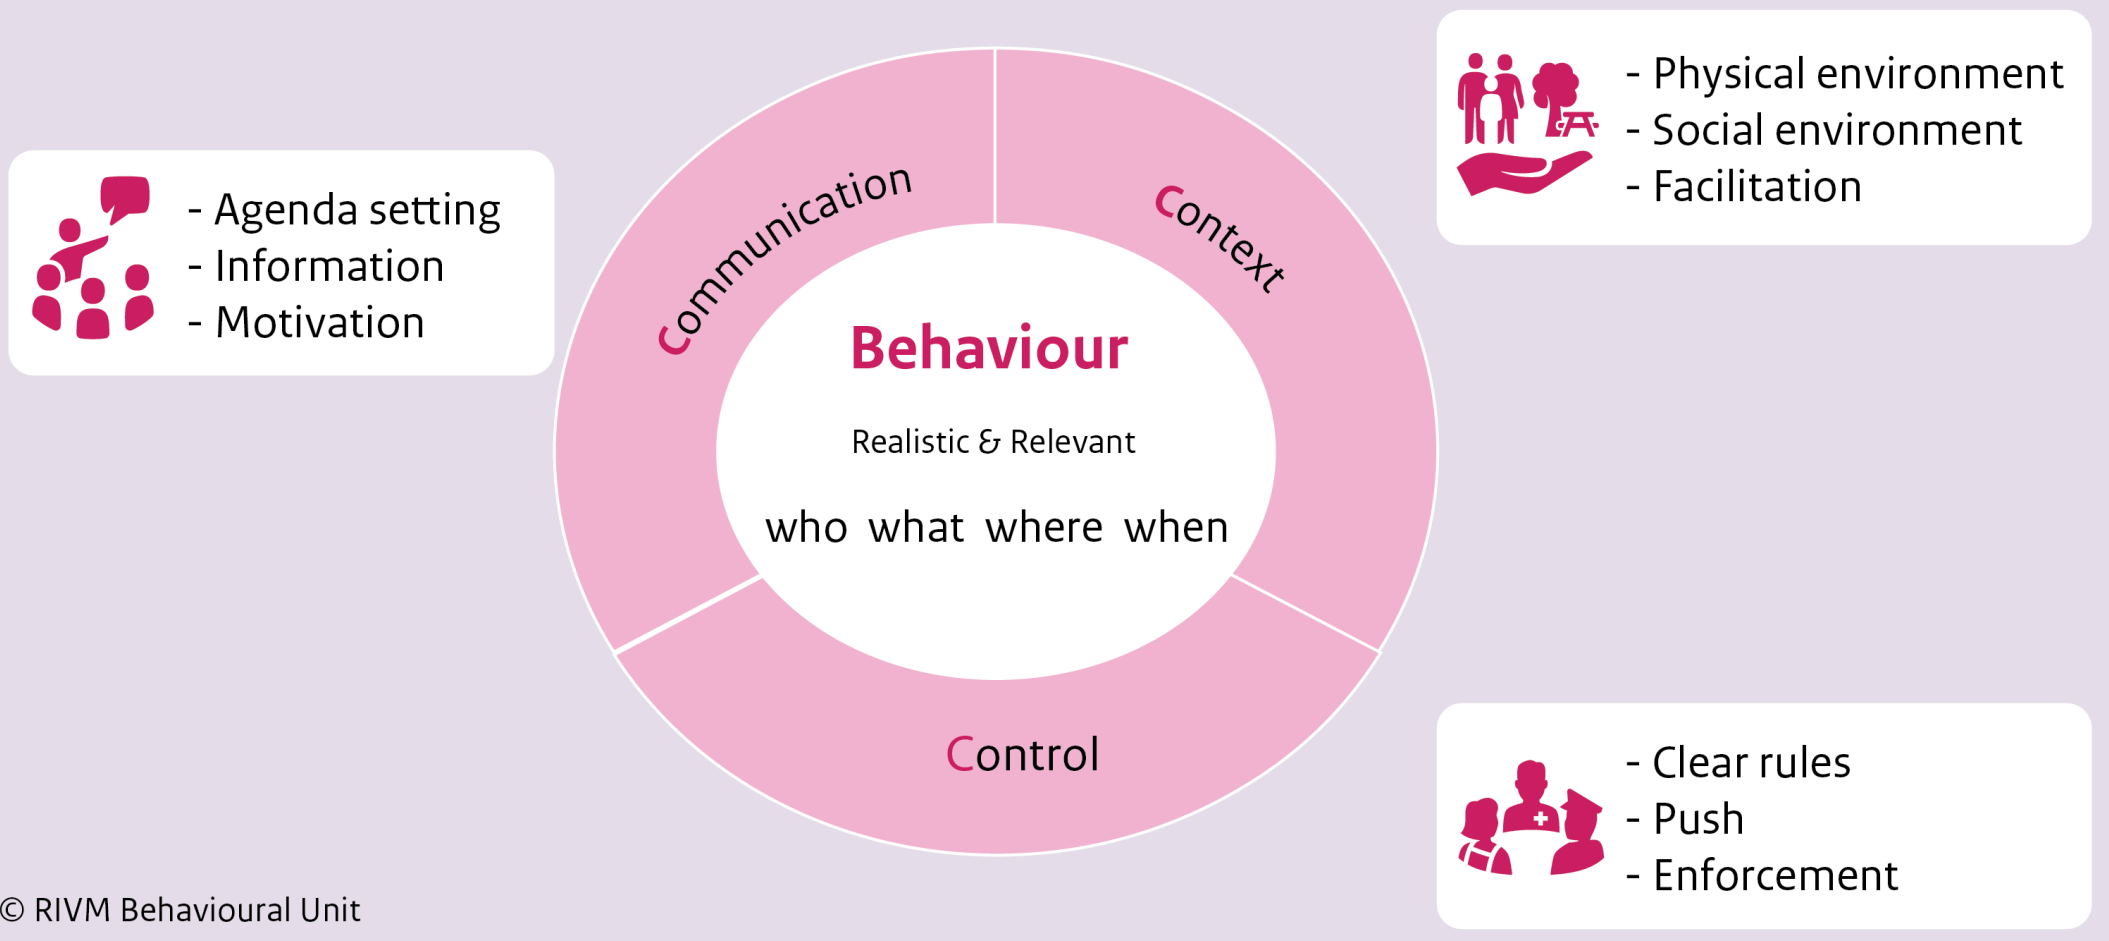 - Agenda setting
- Information
- Motivation
Communication
Context
- Physical environment
- Social environment
- Facilitation
Behaviour
Realistic & Relevant
who what where when
Control
- Clear rules
- Push
- Enforcement
© RIVM Behavioural Unit